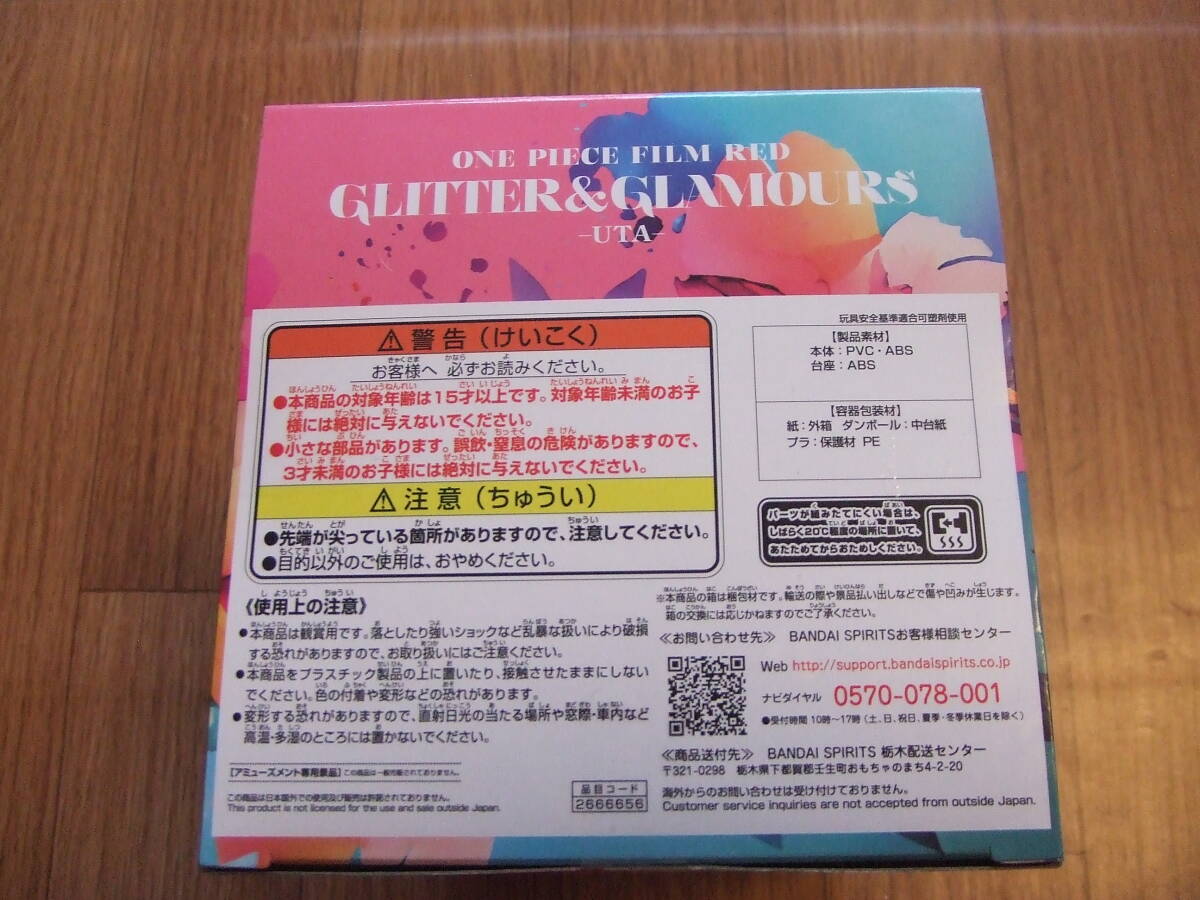 ONE PIECE FILM RED
GLITTER&GLAMOURS
-UTA-
玩具安全基準適合可塑剤使用
⚠警告(けいこく)
お客様へ 必ずお読みください。
●本商品の対象年齢は15才以上です。対象年齢未満のお子
様には絶対に与えないでください。
●小さな部品があります。誤飲・窒息の危険がありますので、
3才未満のお子様には絶対に与えないでください。
⚠注意(ちゅうい)
●先端が尖っている箇所がありますので、注意してください。
●目的以外のご使用は、おやめください。
【製品素材】
本体:PVC・ABS
台座:ABS
【容器包装材】
紙:外箱 ダンボール:中台紙
プラ:保護材 PE
パーツが組みたてにくい場合は、
しばらく20℃程度の場所に置いて、
あたためてからおためしください。
《使用上の注意》
●本商品は観賞用です。落としたり強いショックなど乱暴な扱いにより破損
する恐れがありますので、お取り扱いにはご注意ください。
●本商品をプラスチック製品の上に置いたり、接触させたままにしない
でください。色の付着や変形などの恐れがあります。
●変形する恐れがありますので、直射日光の当たる場所や窓際・車内など
高温・多湿のところには置かないでください。
【アミューズメント専用景品】この商品は一般市販されておりません。
この商品は日本国外での使用及び販売は許諾されておりません。
This product is not licensed for the use and sale outside Japan.
品目コード
2666656
※本商品の箱は梱包材です。輸送の際や景品払い出しなどで傷や凹みが生じます。
箱の交換には応じかねますのでご了承ください。
≪お問い合わせ先≫ BANDAI SPIRITSお客様相談センター
Web http://support.bandaispirits.co.jp
ナビダイヤル 0570-078-001
●受付時間 10時〜17時(土、日、祝日、夏季・冬季休業日を除く)
≪商品送付先≫ BANDAI SPIRITS 栃木配送センター
〒321-0298 栃木県下都賀郡壬生町おもちゃのまち4-2-20
海外からのお問い合わせは受け付けておりません。
Customer service inquiries are not accepted from outside Japan.